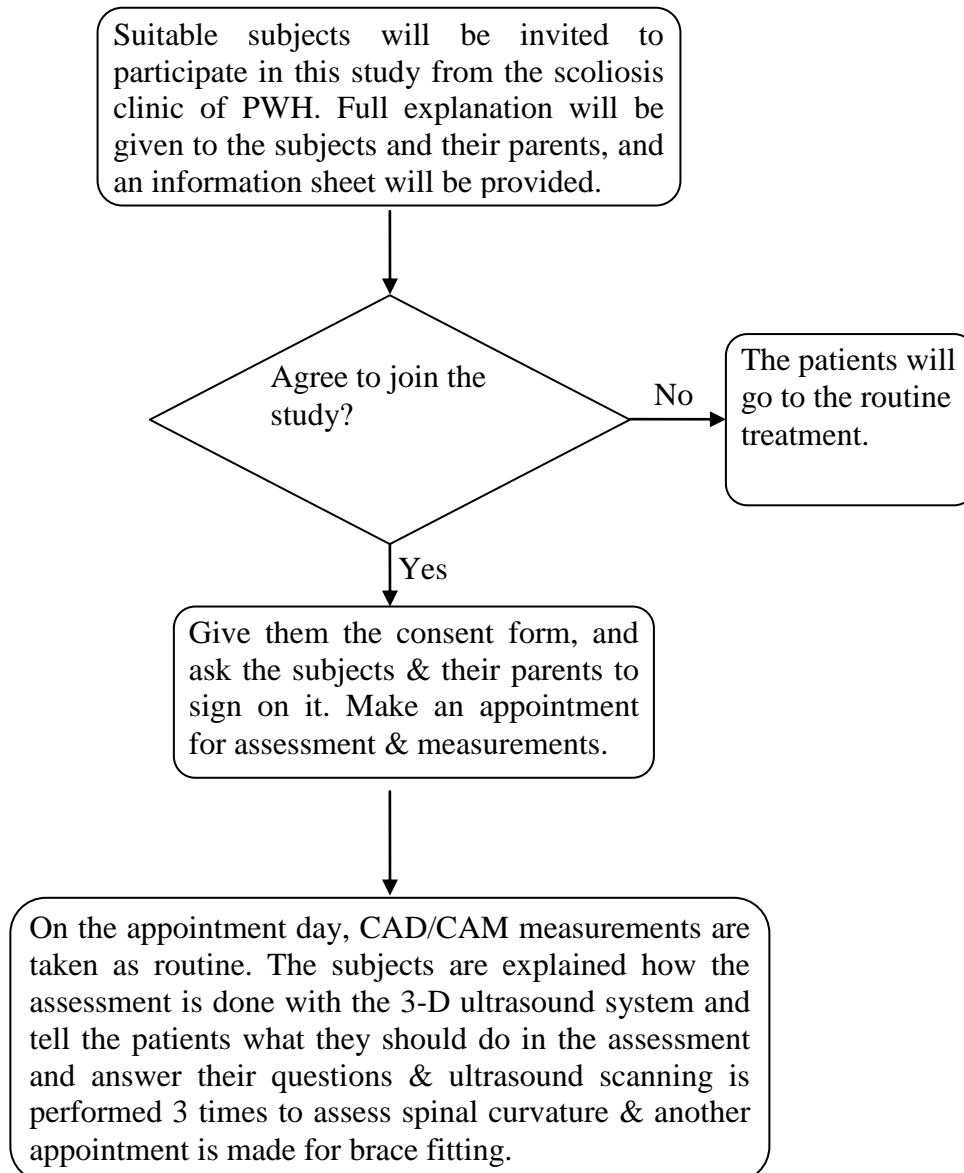 Suitable subjects will be invited to
participate in this study from the scoliosis
clinic of PWH. Full explanation will be
given to the subjects and their parents, and
an information sheet will be provided.
Agree to join the
study?
No
The patients will
go to the routine
treatment.
Yes
Give them the consent form, and
ask the subjects & their parents to
sign on it. Make an appointment
for assessment & measurements.
On the appointment day, CAD/CAM measurements are
taken as routine. The subjects are explained how the
assessment is done with the 3-D ultrasound system and
tell the patients what they should do in the assessment
and answer their questions & ultrasound scanning is
performed 3 times to assess spinal curvature & another
appointment is made for brace fitting.